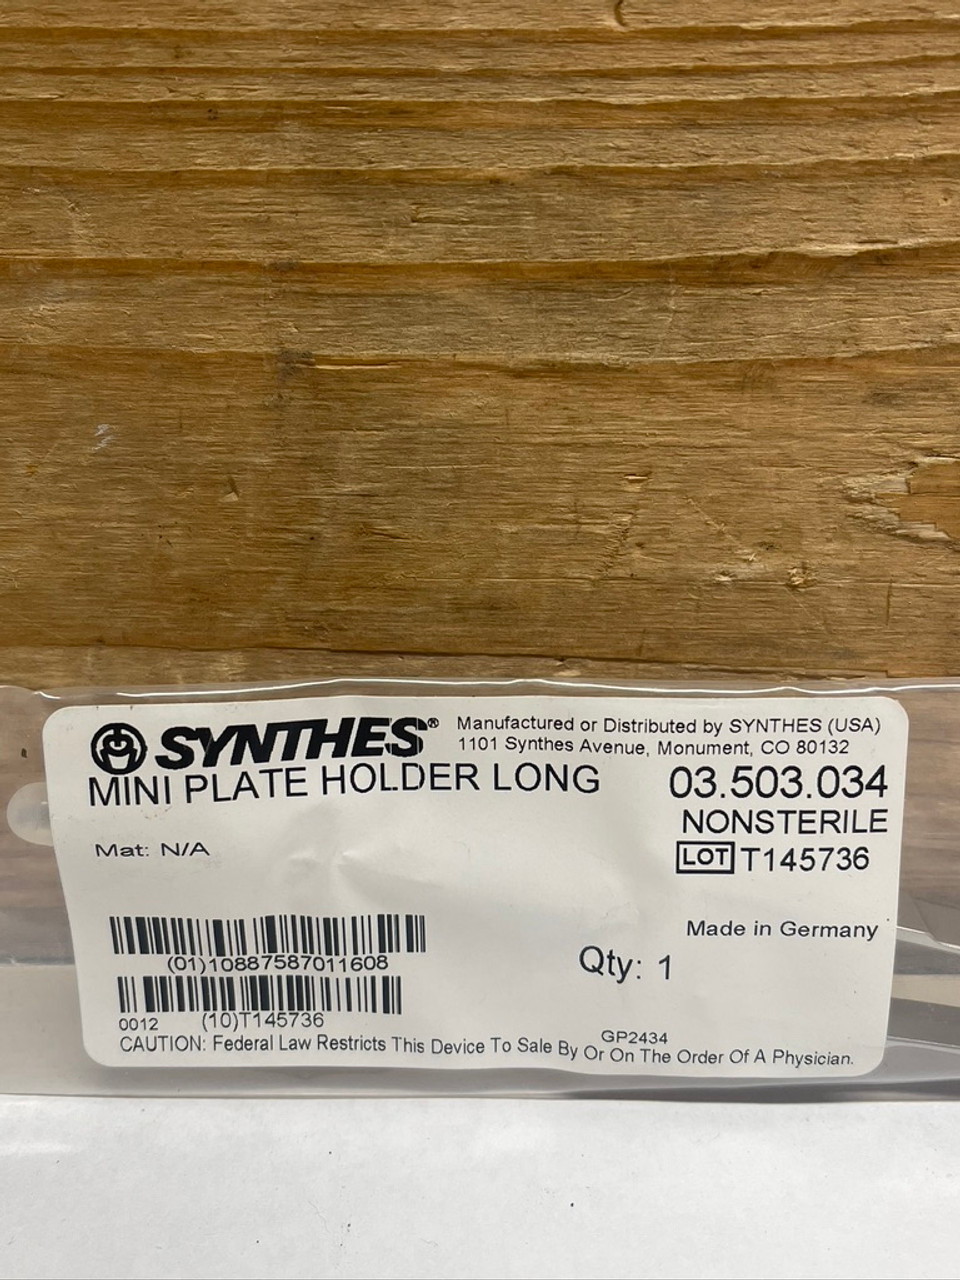 SYNTHES® Manufactured or Distributed by SYNTHES (USA)
1101 Synthes Avenue, Monument, CO 80132
MINI PLATE HOLDER LONG 03.503.034
NONSTERILE
Mat: N/A LOT T145736
Made in Germany
(01)10887587011608 Qty: 1
0012 (10)T145736
GP2434
CAUTION: Federal Law Restricts This Device To Sale By Or On The Order Of A Physician.